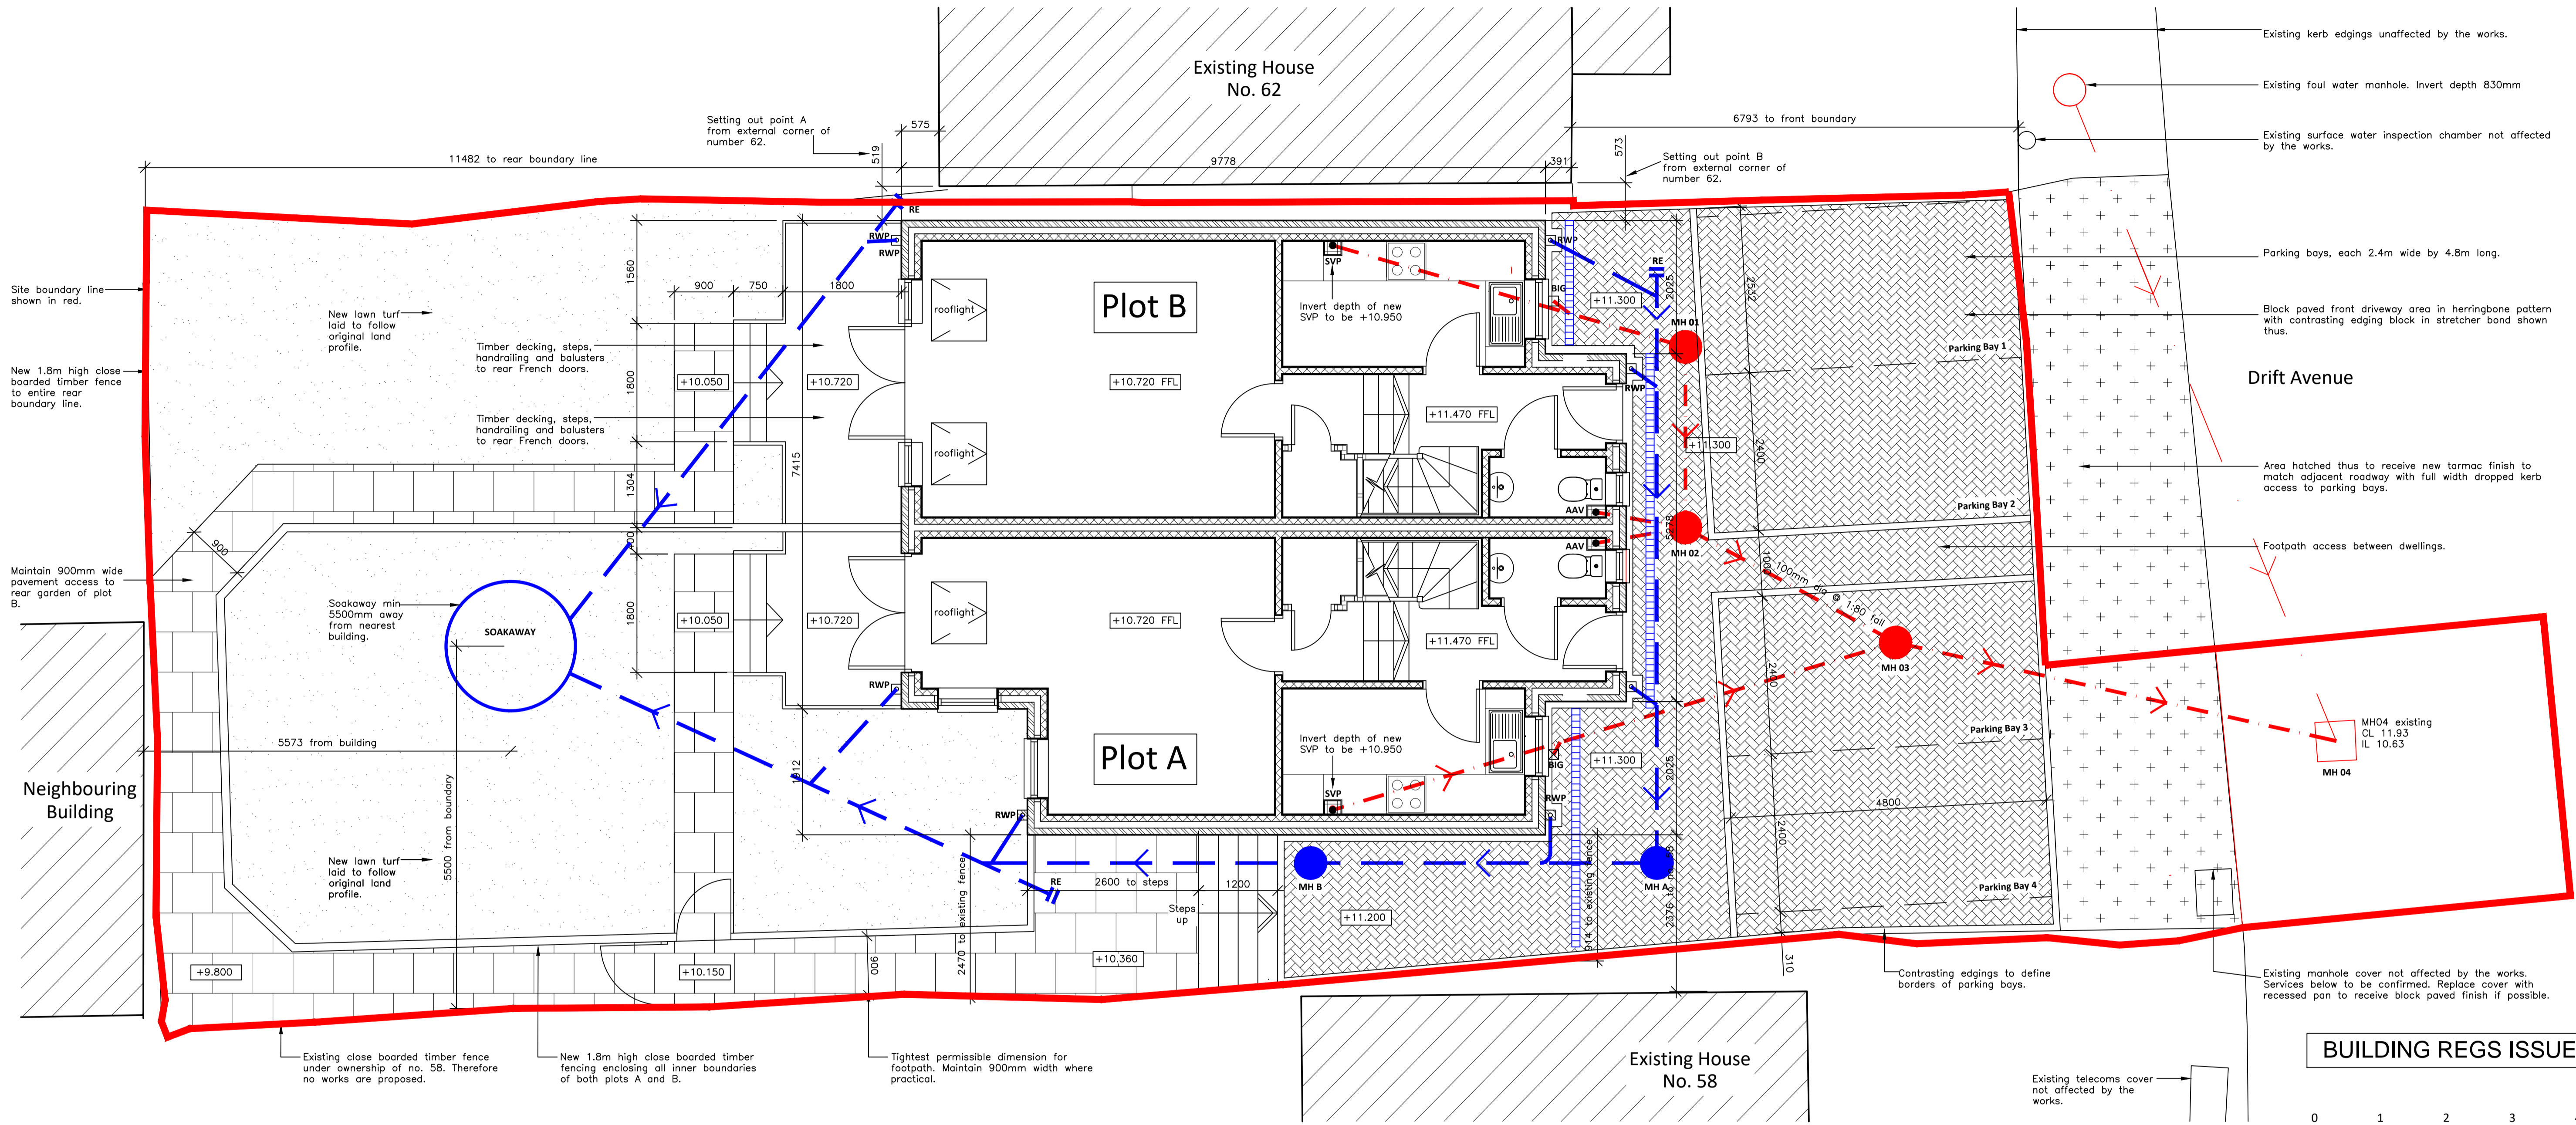 Existing House
No. 62
Existing kerb edgings unaffected by the works.
Existing foul water manhole. Invert depth 830mm
Existing surface water inspection chamber not affected
by the works.
Parking bays, each 2.4m wide by 4.8m long.
Block paved front driveway area in herringbone pattern
with contrasting edging block in stretcher bond shown
thus.
Drift Avenue
Area hatched thus to receive new tarmac finish to
match adjacent roadway with full width dropped kerb
access to parking bays.
Footpath access between dwellings.
MH04 existing
CL 11.93
IL 10.63
MH 04
Existing manhole cover not affected by the works.
Services below to be confirmed. Replace cover with
recessed pan to receive block paved finish if possible.
BUILDING REGS ISSUE
Existing telecoms cover
not affected by the
works.
0 1 2 3
Setting out point A
from external corner of
number 62.
575
519
11482 to rear boundary line
9778
391
573
6793 to front boundary
Setting out point B
from external corner of
number 62.
Site boundary line
shown in red.
New 1.8m high close
boarded timber fence
to entire rear
boundary line.
Maintain 900mm wide
pavement access to
rear garden of plot
B.
Neighbouring
Building
New lawn turf
laid to follow
original land
profile.
Timber decking, steps,
handrailing and balusters
to rear French doors.
Timber decking, steps,
handrailing and balusters
to rear French doors.
1560
900
750
1800
1800
1304
7415
1800
900
+10.050
+10.720
RE
RWP
RWP
rooflight
rooflight
Plot B
+10.720 FFL
SVP
Invert depth of new
SVP to be +10.950
+11.470 FFL
AAV
RWP
BIG
RE
+11.300
2025
MH 01
RWP
+11.300
2532
Parking Bay 1
2400
Parking Bay 2
5278
MH 02
AAV
1000
100mm dia @ 1:80 fall
MH 03
2400
Parking Bay 3
4800
2400
Parking Bay 4
310
Soakaway min
5500mm away
from nearest
building.
SOAKAWAY
+10.050
+10.720
rooflight
+10.720 FFL
+11.470 FFL
RWP
Plot A
Invert depth of new
SVP to be +10.950
SVP
BIG
+11.300
2025
RWP
5573 from building
5500 from boundary
1912
RWP
New lawn turf
laid to follow
original land
profile.
RE
2470 to existing fence
2600 to steps
1200
Steps
up
MH B
MH A
+11.200
914 to existing fence
+9.800
+10.150
900
+10.360
Contrasting edgings to define
borders of parking bays.
Existing close boarded timber fence
under ownership of no. 58. Therefore
no works are proposed.
New 1.8m high close boarded timber
fencing enclosing all inner boundaries
of both plots A and B.
Tightest permissible dimension for
footpath. Maintain 900mm width where
practical.
Existing House
No. 58